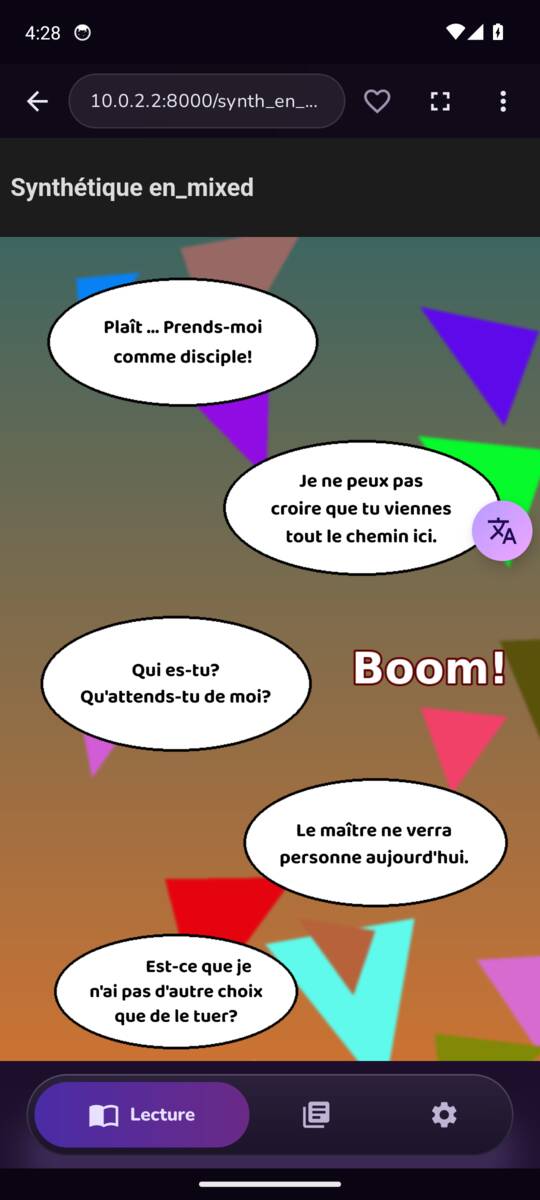 4:28
10.0.2.2:8000/synth_en_...
Synthétique en_mixed
Plaît ... Prends-moi
comme disciple!
Je ne peux pas
croire que tu viennes
tout le chemin ici.
Qui es-tu?
Qu'attends-tu de moi?
Boom!
Le maître ne verra
personne aujourd'hui.
Est-ce que je
n'ai pas d'autre choix
que de le tuer?
Lecture